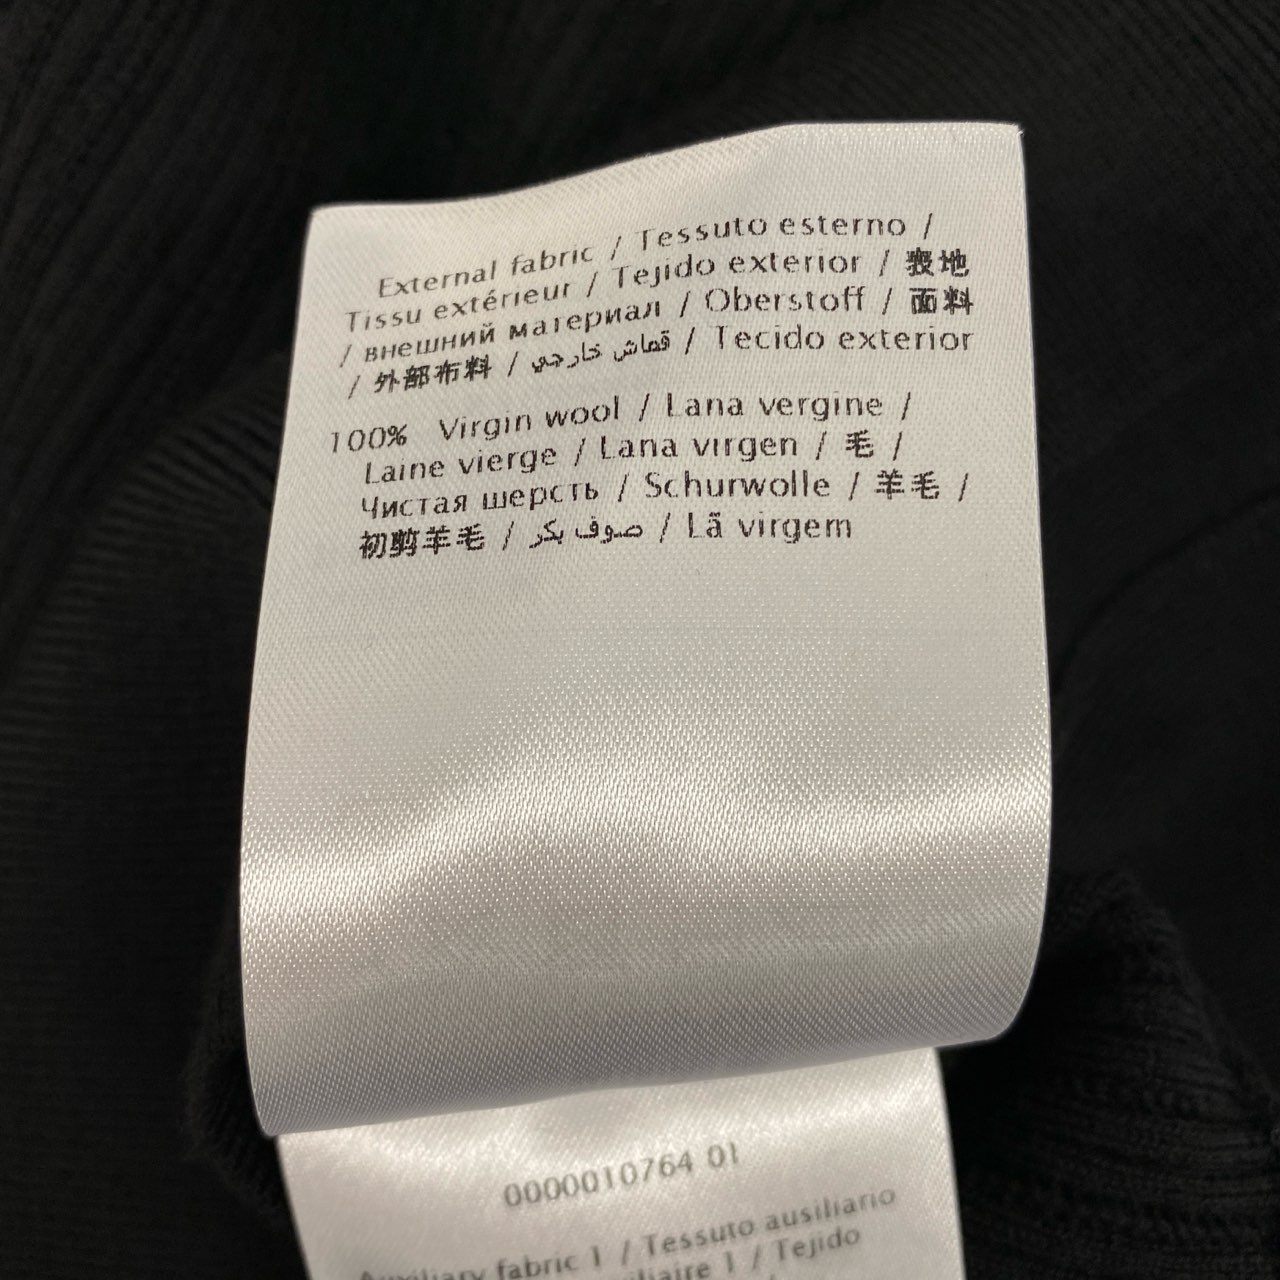 External fabric / Tessuto esterno /
Tissu extérieur / Tejido exterior / 表地
/ внешний материал / Oberstoff / 面料
/ 外部布料 / قماش خارجي / Tecido exterior
100% Virgin wool / Lana vergine /
Laine vierge / Lana virgen / 毛 /
Чистая шерсть / Schurwolle / 羊毛 /
初剪羊毛 / صوف بكر / Lã virgem
0000010764 01
Auxiliary fabric 1 / Tessuto ausiliario
1 / Tejido